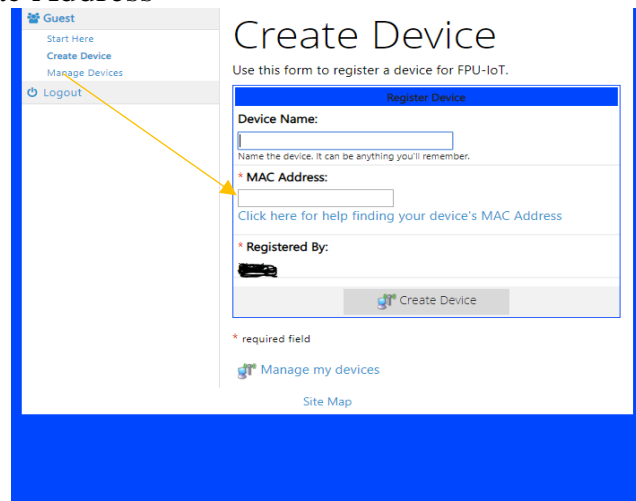 Guest
Start Here
Create Device
Manage Devices
Logout
Create Device
Use this form to register a device for FPU-IoT.
Register Device
Device Name:
Name the device. It can be anything you'll remember.
* MAC Address:
Click here for help finding your device's MAC Address
* Registered By:
Create Device
* required field
Manage my devices
Site Map